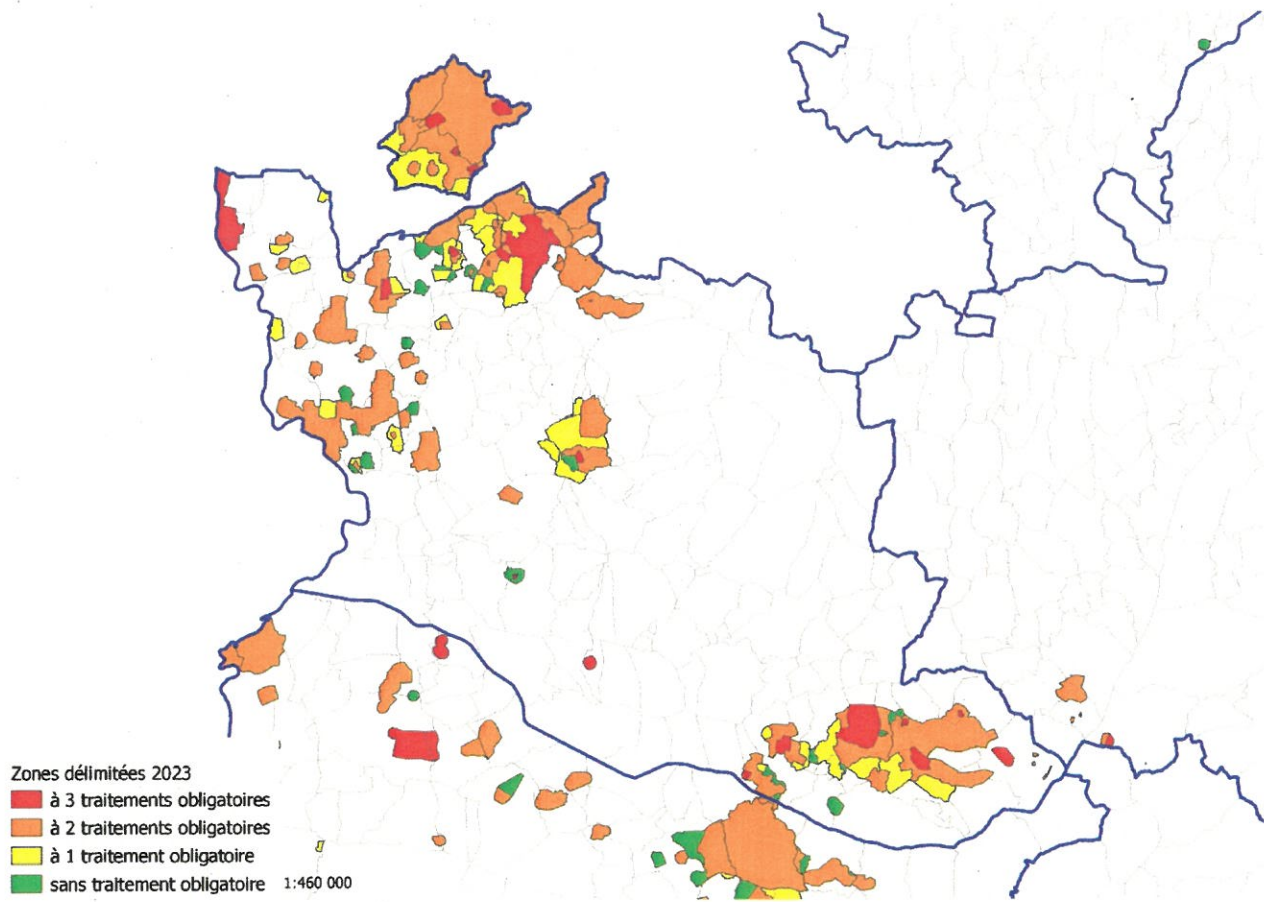 Zones délimitées 2023
à 3 traitements obligatoires
à 2 traitements obligatoires
à 1 traitement obligatoire
sans traitement obligatoire 1:460 000